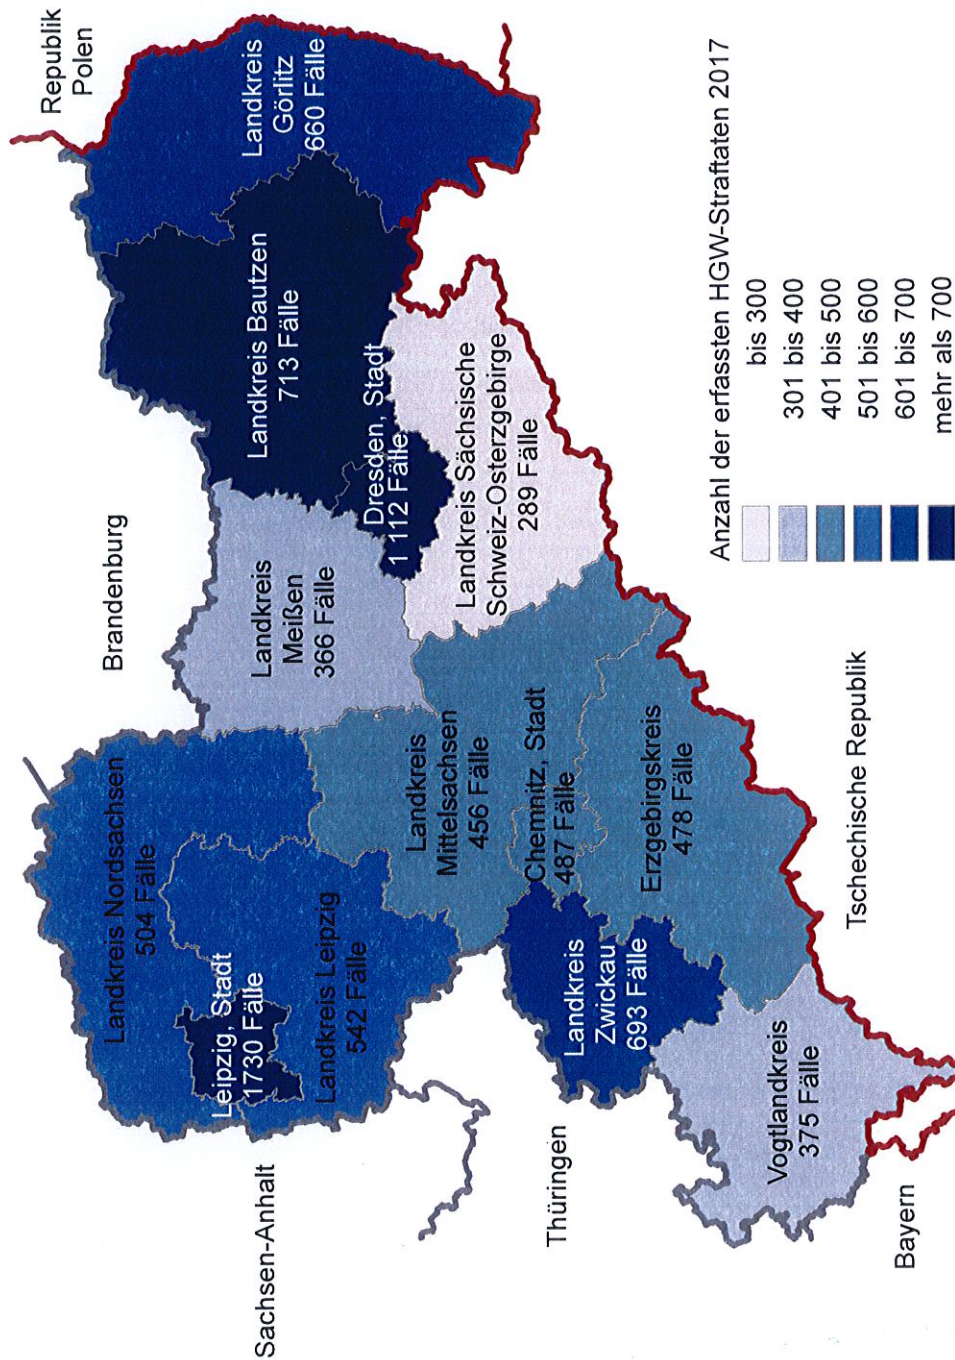 Republik
Polen
Brandenburg
Sachsen-Anhalt
Landkreis Nordsachsen
504 Fälle
Leipzig, Stadt
1730 Fälle
Landkreis Leipzig
542 Fälle
Landkreis
Meißen
366 Fälle
Landkreis Bautzen
713 Fälle
Landkreis
Görlitz
660 Fälle
Dresden, Stadt
1 112 Fälle
Landkreis Sächsische
Schweiz-Osterzgebirge
289 Fälle
Landkreis
Mittelsachsen
456 Fälle
Chemnitz, Stadt
487 Fälle
Erzgebirgskreis
478 Fälle
Landkreis
Zwickau
693 Fälle
Vogtlandkreis
375 Fälle
Thüringen
Bayern
Tschechische Republik
Anzahl der erfassten HGW-Straftaten 2017
bis 300
301 bis 400
401 bis 500
501 bis 600
601 bis 700
mehr als 700